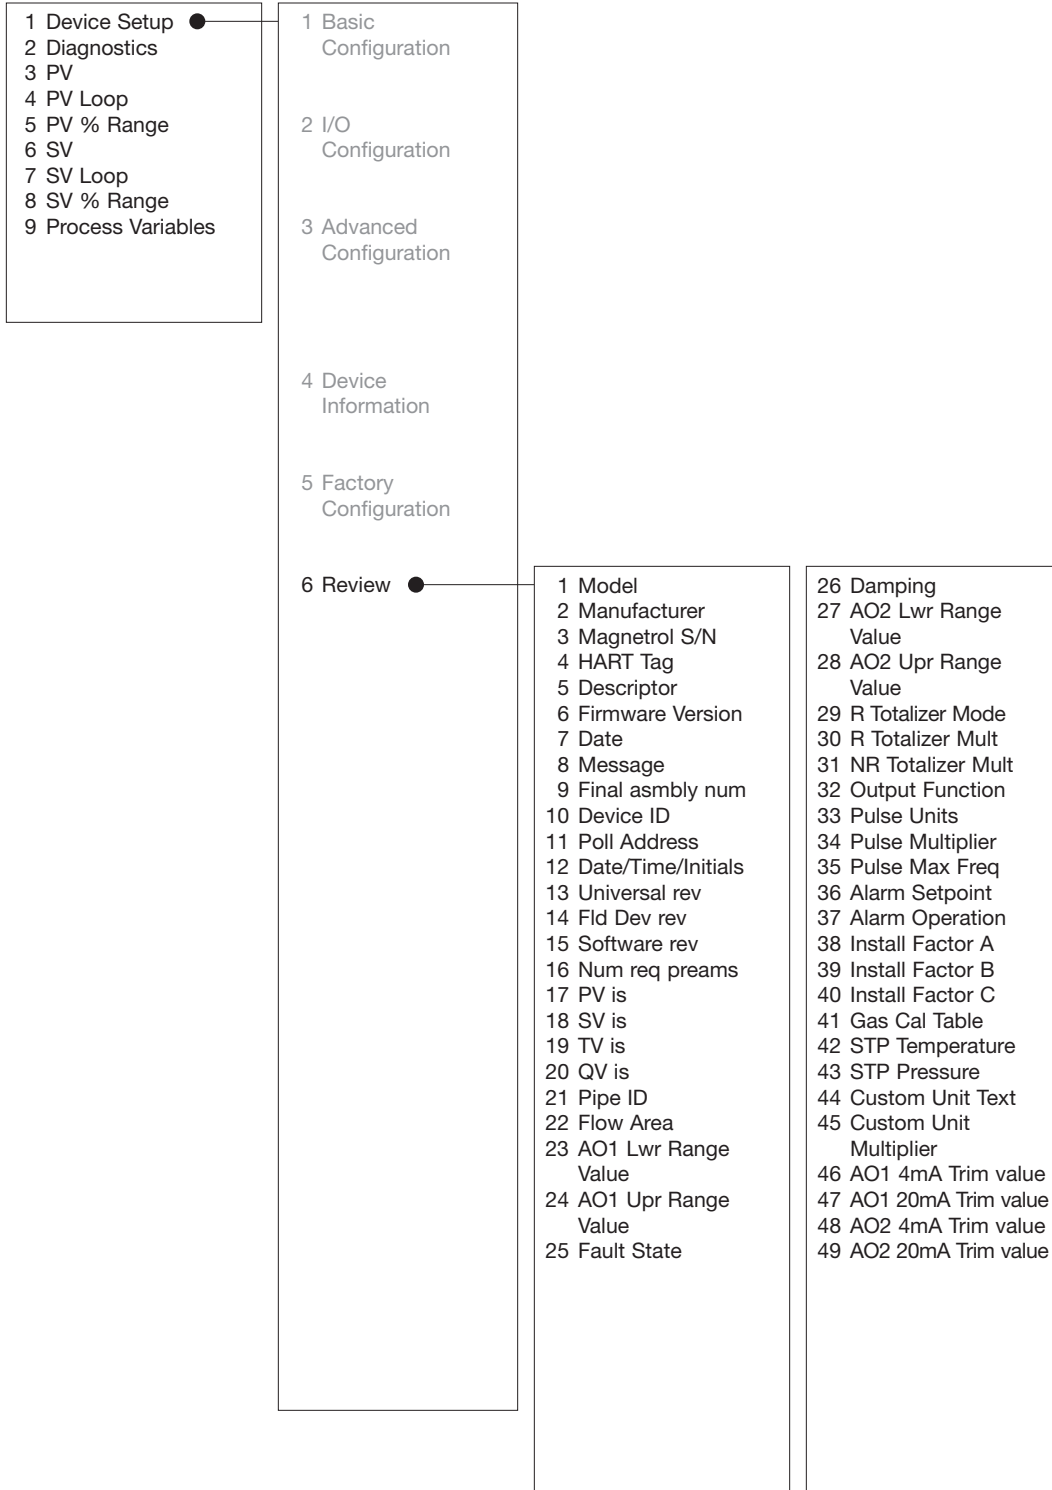 1 Device Setup
2 Diagnostics
3 PV
4 PV Loop
5 PV % Range
6 SV
7 SV Loop
8 SV % Range
9 Process Variables
1 Basic
Configuration
2 I/O
Configuration
3 Advanced
Configuration
4 Device
Information
5 Factory
Configuration
6 Review
1 Model
2 Manufacturer
3 Magnetrol S/N
4 HART Tag
5 Descriptor
6 Firmware Version
7 Date
8 Message
9 Final asmbly num
10 Device ID
11 Poll Address
12 Date/Time/Initials
13 Universal rev
14 Fld Dev rev
15 Software rev
16 Num req preams
17 PV is
18 SV is
19 TV is
20 QV is
21 Pipe ID
22 Flow Area
23 AO1 Lwr Range
Value
24 AO1 Upr Range
Value
25 Fault State
26 Damping
27 AO2 Lwr Range
Value
28 AO2 Upr Range
Value
29 R Totalizer Mode
30 R Totalizer Mult
31 NR Totalizer Mult
32 Output Function
33 Pulse Units
34 Pulse Multiplier
35 Pulse Max Freq
36 Alarm Setpoint
37 Alarm Operation
38 Install Factor A
39 Install Factor B
40 Install Factor C
41 Gas Cal Table
42 STP Temperature
43 STP Pressure
44 Custom Unit Text
45 Custom Unit
Multiplier
46 AO1 4mA Trim value
47 AO1 20mA Trim value
48 AO2 4mA Trim value
49 AO2 20mA Trim value